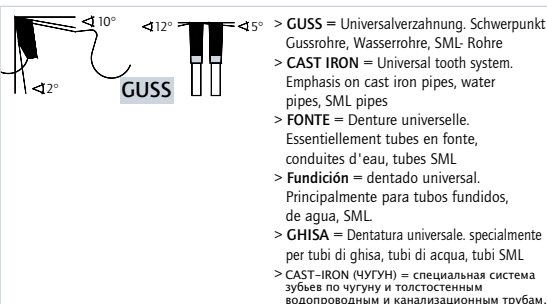 10°
12°
5°
2°
GUSS
> GUSS = Universalverzahnung. Schwerpunkt
Gussrohre, Wasserrohre, SML- Rohre
> CAST IRON = Universal tooth system.
Emphasis on cast iron pipes, water
pipes, SML pipes
> FONTE = Denture universelle.
Essentiellement tubes en fonte,
conduites d'eau, tubes SML
> Fundición = dentado universal.
Principalmente para tubos fundidos,
de agua, SML.
> GHISA = Dentatura universale. specialmente
per tubi di ghisa, tubi di acqua, tubi SML
> CAST-IRON (ЧУГУН) = специальная система
зубьев по чугуну и толстостенным
водопроводным и канализационным трубам.